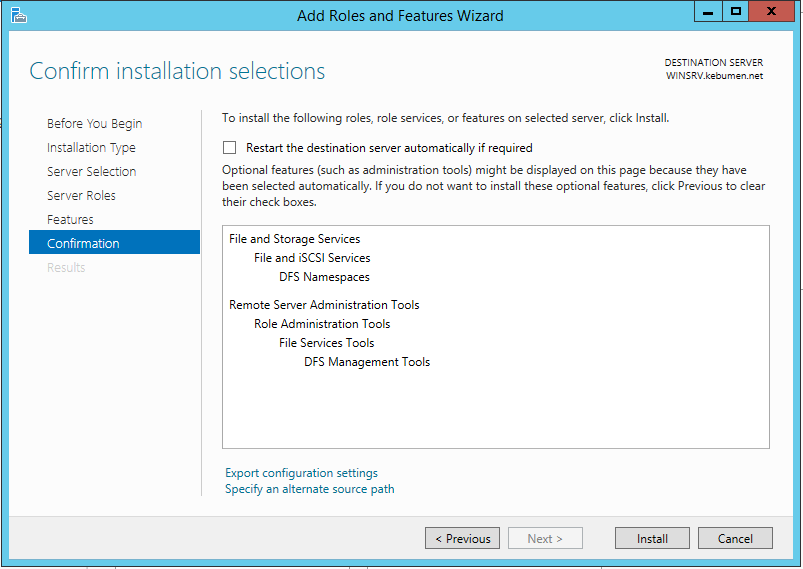 Add Roles and Features Wizard
Confirm installation selections
DESTINATION SERVER
WINSRV.kebumen.net
Before You Begin
Installation Type
Server Selection
Server Roles
Features
Confirmation
Results
To install the following roles, role services, or features on selected server, click Install.
Restart the destination server automatically if required
Optional features (such as administration tools) might be displayed on this page because they have
been selected automatically. If you do not want to install these optional features, click Previous to clear
their check boxes.
File and Storage Services
File and iSCSI Services
DFS Namespaces
Remote Server Administration Tools
Role Administration Tools
File Services Tools
DFS Management Tools
Export configuration settings
Specify an alternate source path
< Previous
Next >
Install
Cancel